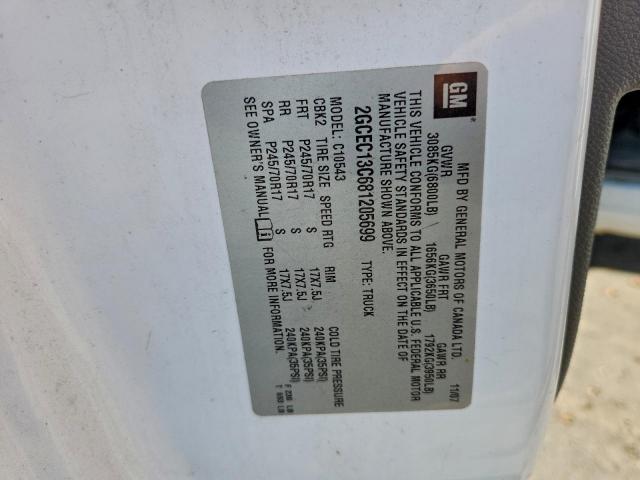 GM
MFD BY GENERAL MOTORS OF CANADA LTD. 11/07
GVWR GAWR FRT GAWR RR
3085KG(6800LB) 1656KG(3650LB) 1792KG(3950LB)
THIS VEHICLE CONFORMS TO ALL APPLICABLE U.S. FEDERAL MOTOR
VEHICLE SAFETY STANDARDS IN EFFECT ON THE DATE OF
MANUFACTURE SHOWN ABOVE.
2GCEC13C681205699 TYPE: TRUCK
MODEL: C10543
CBK2 TIRE SIZE SPEED RTG RIM COLD TIRE PRESSURE
FRT P245/70R17 S 17X7.5J 240KPA(35PSI)
RR P245/70R17 S 17X7.5J 240KPA(35PSI)
SPA P245/70R17 S 17X7.5J 240KPA(35PSI)
SEE OWNER'S MANUAL FOR MORE INFORMATION.